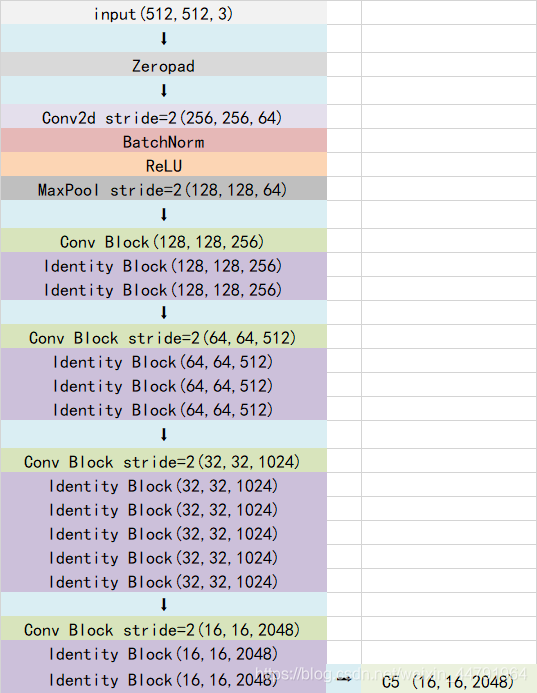 input(512,512,3)
⬇
Zeropad
⬇
Conv2d stride=2(256,256,64)
BatchNorm
ReLU
MaxPool stride=2(128,128,64)
⬇
Conv Block(128,128,256)
Identity Block(128,128,256)
Identity Block(128,128,256)
⬇
Conv Block stride=2(64,64,512)
Identity Block(64,64,512)
Identity Block(64,64,512)
Identity Block(64,64,512)
⬇
Conv Block stride=2(32,32,1024)
Identity Block(32,32,1024)
Identity Block(32,32,1024)
Identity Block(32,32,1024)
Identity Block(32,32,1024)
Identity Block(32,32,1024)
⬇
Conv Block stride=2(16,16,2048)
Identity Block(16,16,2048)
Identity Block(16,16,2048) ➡ C5 (16,16,2048)